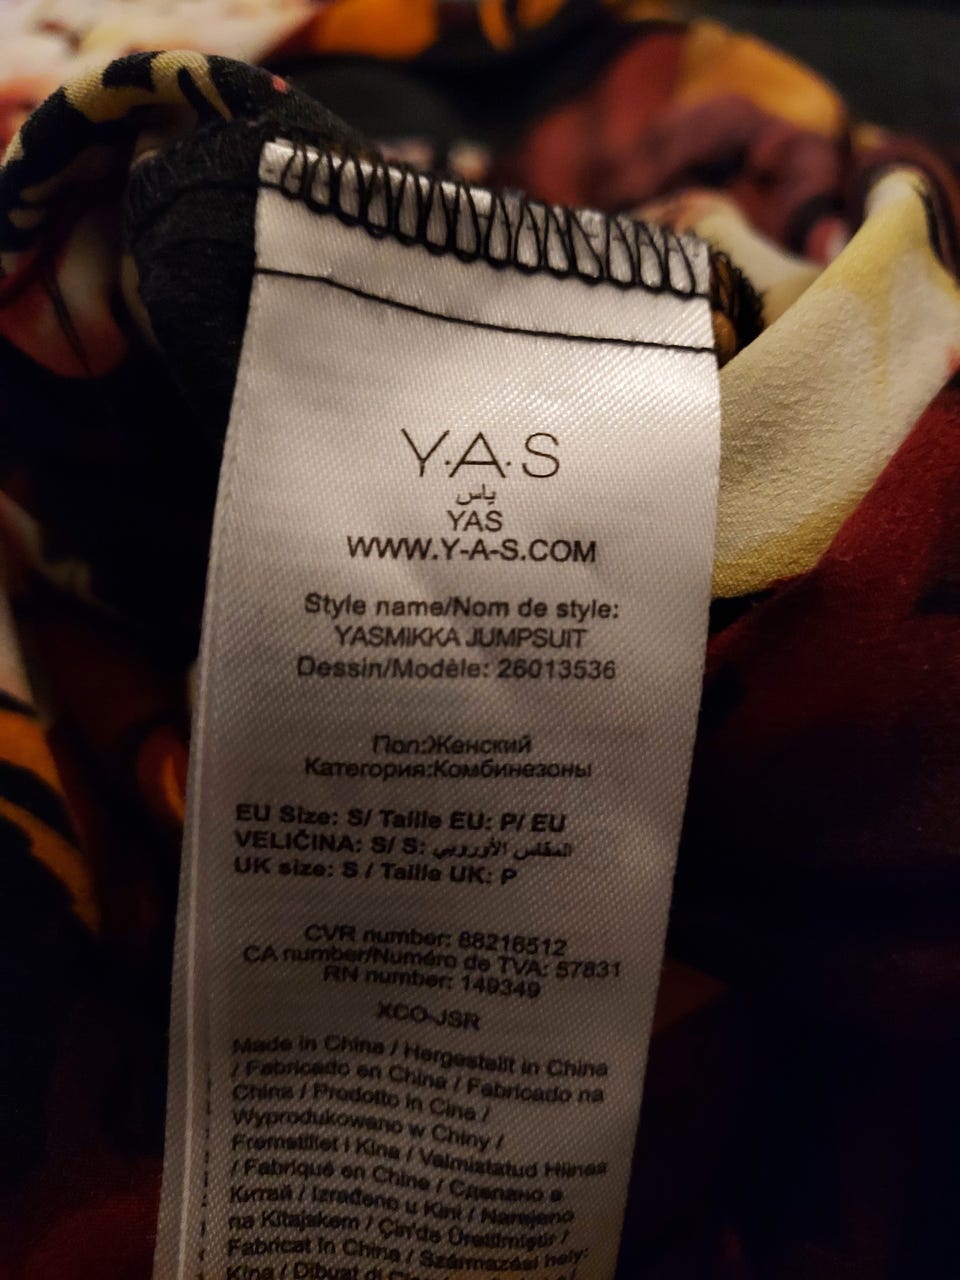 Y.A.S
ياس
YAS
WWW.Y-A-S.COM
Style name/Nom de style:
YASMIKKA JUMPSUIT
Dessin/Modèle: 26013536
Пол:Женский
Категория:Комбинезоны
EU Size: S/ Taille EU: P/ EU
VELIČINA: S/ S: المقاس الأوروبي
UK size: S / Taille UK: P
CVR number: 88216512
CA number/Numéro de TVA: 57831
RN number: 149349
XCO-JSR
Made in China / Hergestellt in China
/ Fabricado en China / Fabricado na
China / Prodotto in Cina /
Wyprodukowano w Chiny /
Fremstillet i Kina / Valmistatud Hiinas
/ Fabriqué en Chine / Сделано в
Китай / Izrađeno u Kini / Narejeno
na Kitajskem / Çin'de Üretilmiştir /
Fabricat în China / Származási hely:
Kína / Dibuat di